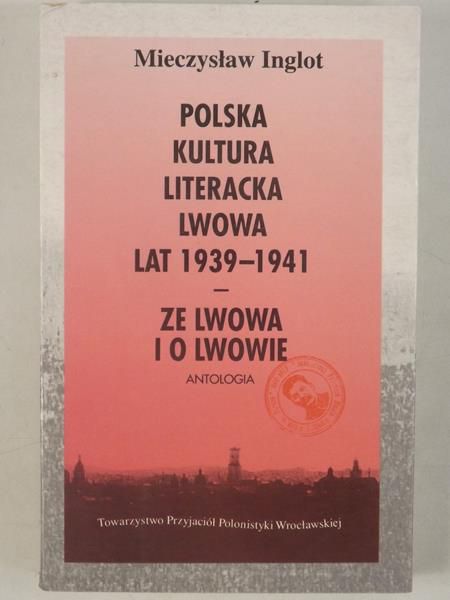 Mieczysław Inglot
POLSKA
KULTURA
LITERACKA
LWOWA
LAT 1939–1941
–
ZE LWOWA
I O LWOWIE
ANTOLOGIA
Towarzystwo Przyjaciół Polonistyki Wrocławskiej